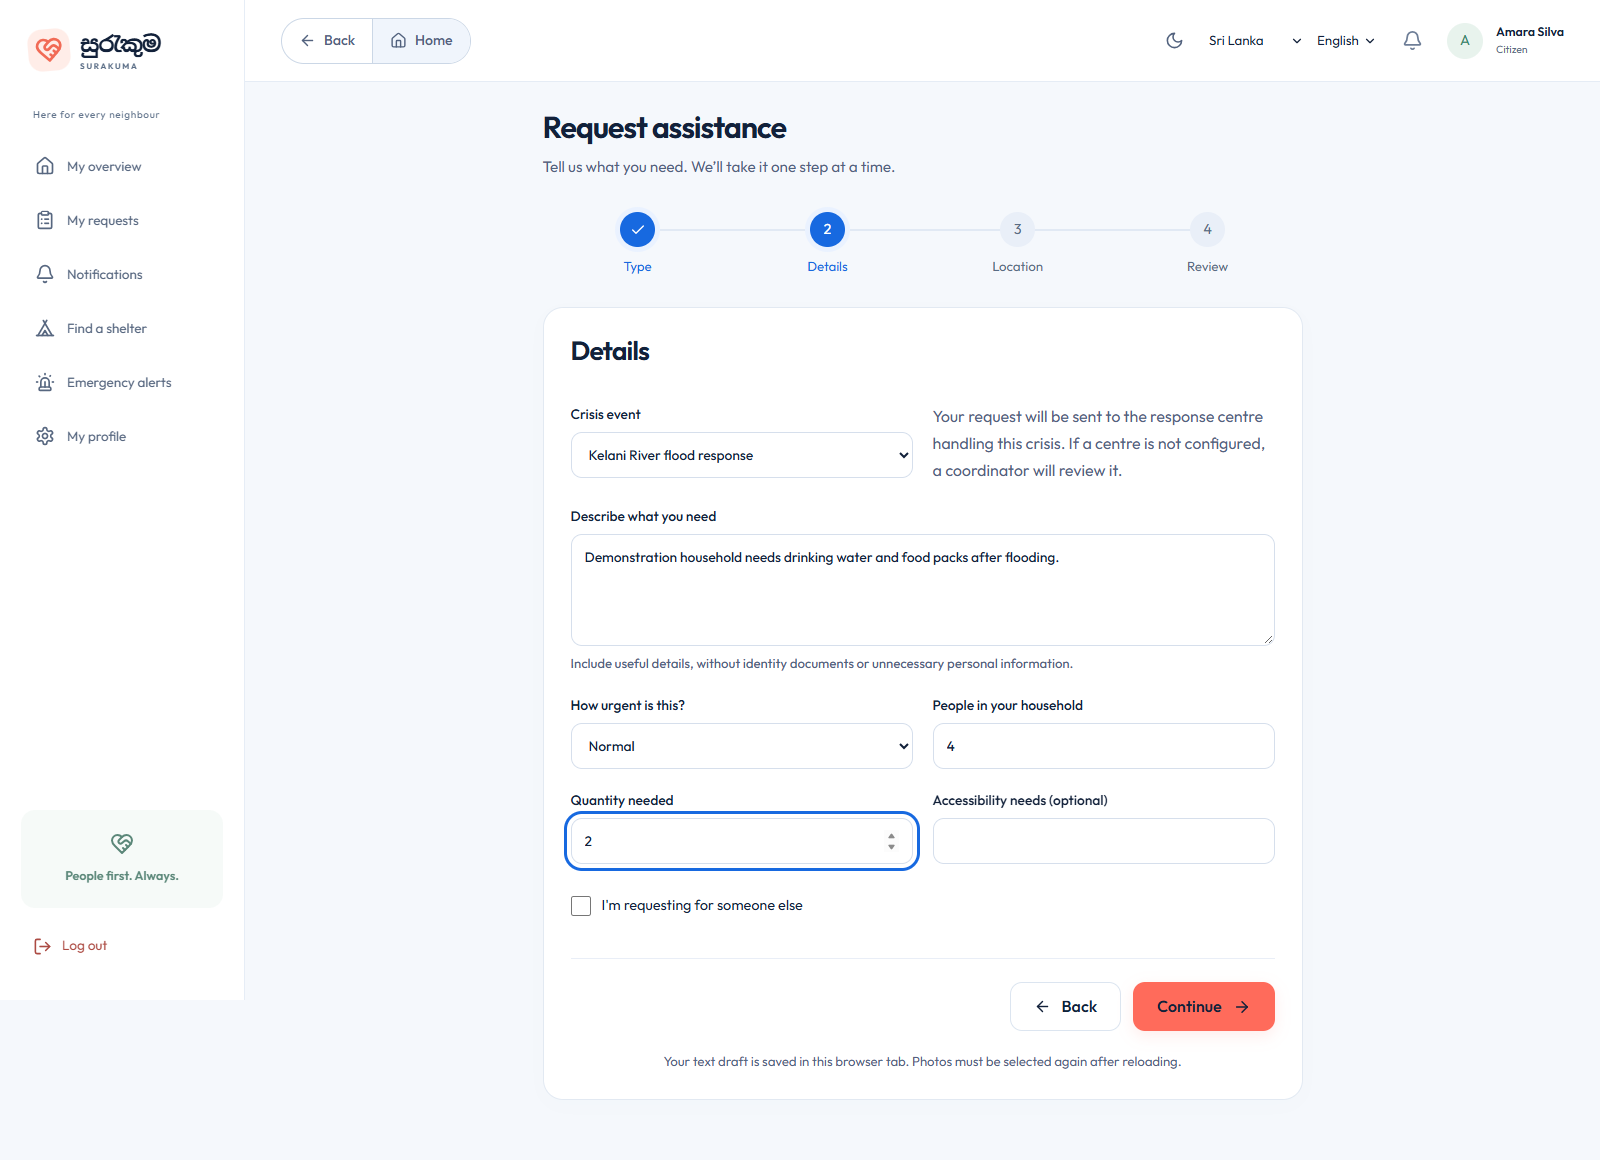 සුරැකුම
SURAKUMA
Here for every neighbour
My overview
My requests
Notifications
Find a shelter
Emergency alerts
My profile
People first. Always.
Log out
Back
Home
Sri Lanka
English
A
Amara Silva
Citizen
Request assistance
Tell us what you need. We’ll take it one step at a time.
2
3
4
Type
Details
Location
Review
Details
Crisis event
Kelani River flood response
Your request will be sent to the response centre
handling this crisis. If a centre is not configured,
a coordinator will review it.
Describe what you need
Demonstration household needs drinking water and food packs after flooding.
Include useful details, without identity documents or unnecessary personal information.
How urgent is this?
Normal
People in your household
4
Quantity needed
2
Accessibility needs (optional)
I'm requesting for someone else
Back
Continue
Your text draft is saved in this browser tab. Photos must be selected again after reloading.